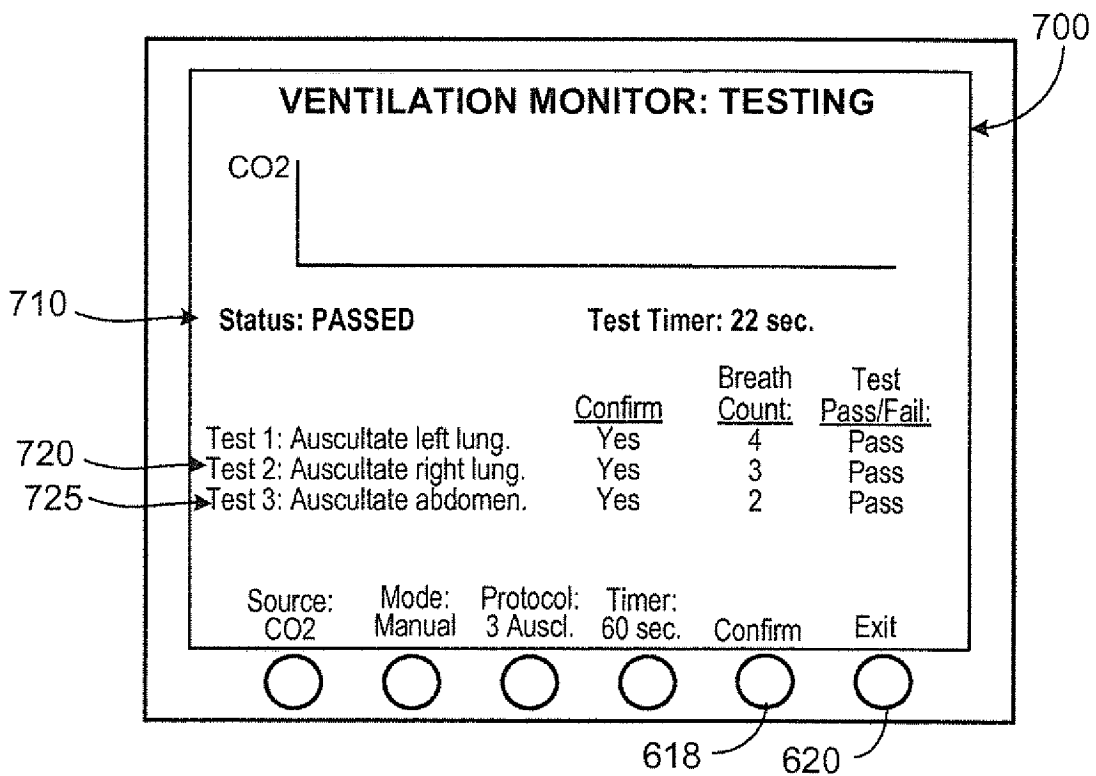 700
VENTILATION MONITOR: TESTING
CO2
710
Status: PASSED Test Timer: 22 sec.
Breath Test
Confirm Count: Pass/Fail:
Test 1: Auscultate left lung. Yes 4 Pass
720 Test 2: Auscultate right lung. Yes 3 Pass
725 Test 3: Auscultate abdomen. Yes 2 Pass
Source: Mode: Protocol: Timer:
CO2 Manual 3 Auscl. 60 sec. Confirm Exit
618 620